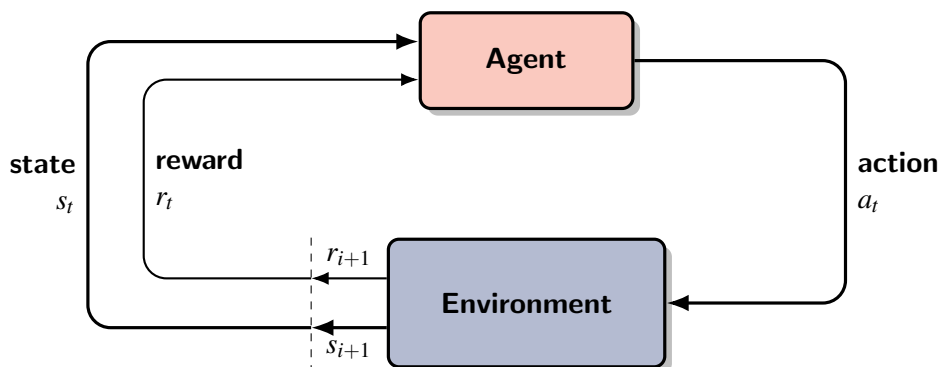 Agent
state
s_t
reward
r_t
action
a_t
r_{i+1}
Environment
s_{i+1}